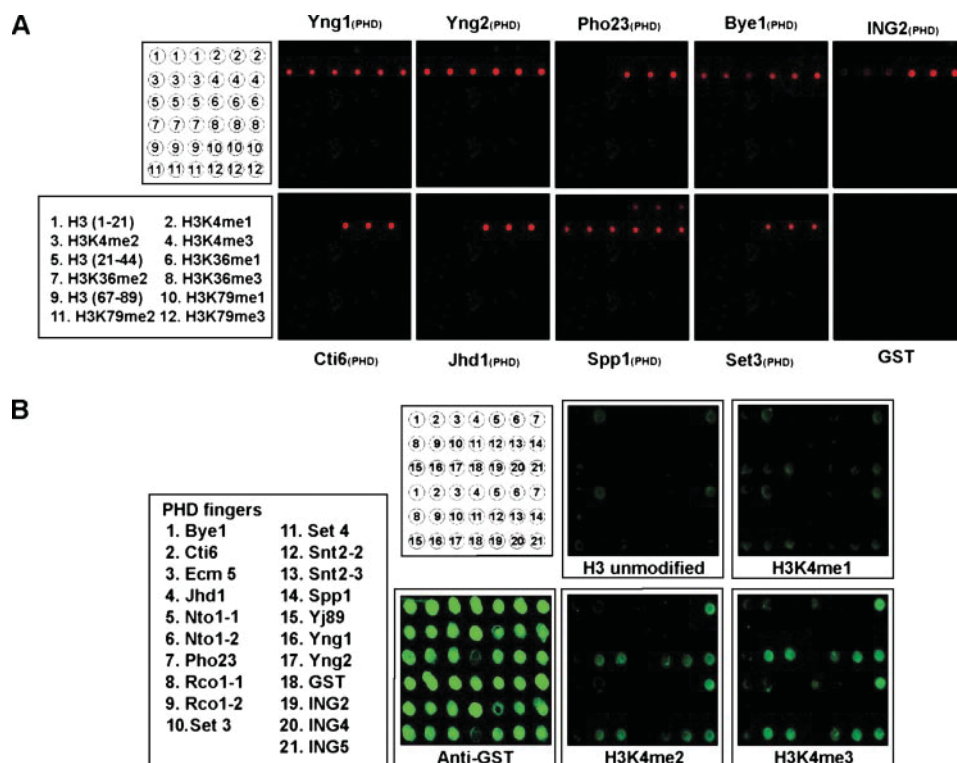 A
Yng1(PHD) Yng2(PHD) Pho23(PHD) Bye1(PHD) ING2(PHD)
1 1 1 2 2 2
3 3 3 4 4 4
5 5 5 6 6 6
7 7 7 8 8 8
9 9 9 10 10 10
11 11 11 12 12 12
1. H3 (1-21) 2. H3K4me1
3. H3K4me2 4. H3K4me3
5. H3 (21-44) 6. H3K36me1
7. H3K36me2 8. H3K36me3
9. H3 (67-89) 10. H3K79me1
11. H3K79me2 12. H3K79me3
Cti6(PHD) Jhd1(PHD) Spp1(PHD) Set3(PHD) GST
B
1 2 3 4 5 6 7
8 9 10 11 12 13 14
15 16 17 18 19 20 21
1 2 3 4 5 6 7
8 9 10 11 12 13 14
15 16 17 18 19 20 21
H3 unmodified H3K4me1
PHD fingers
1. Bye1 11. Set 4
2. Cti6 12. Snt2-2
3. Ecm 5 13. Snt2-3
4. Jhd1 14. Spp1
5. Nto1-1 15. Yj89
6. Nto1-2 16. Yng1
7. Pho23 17. Yng2
8. Rco1-1 18. GST
9. Rco1-2 19. ING2
10.Set 3 20. ING4
21. ING5
Anti-GST H3K4me2 H3K4me3